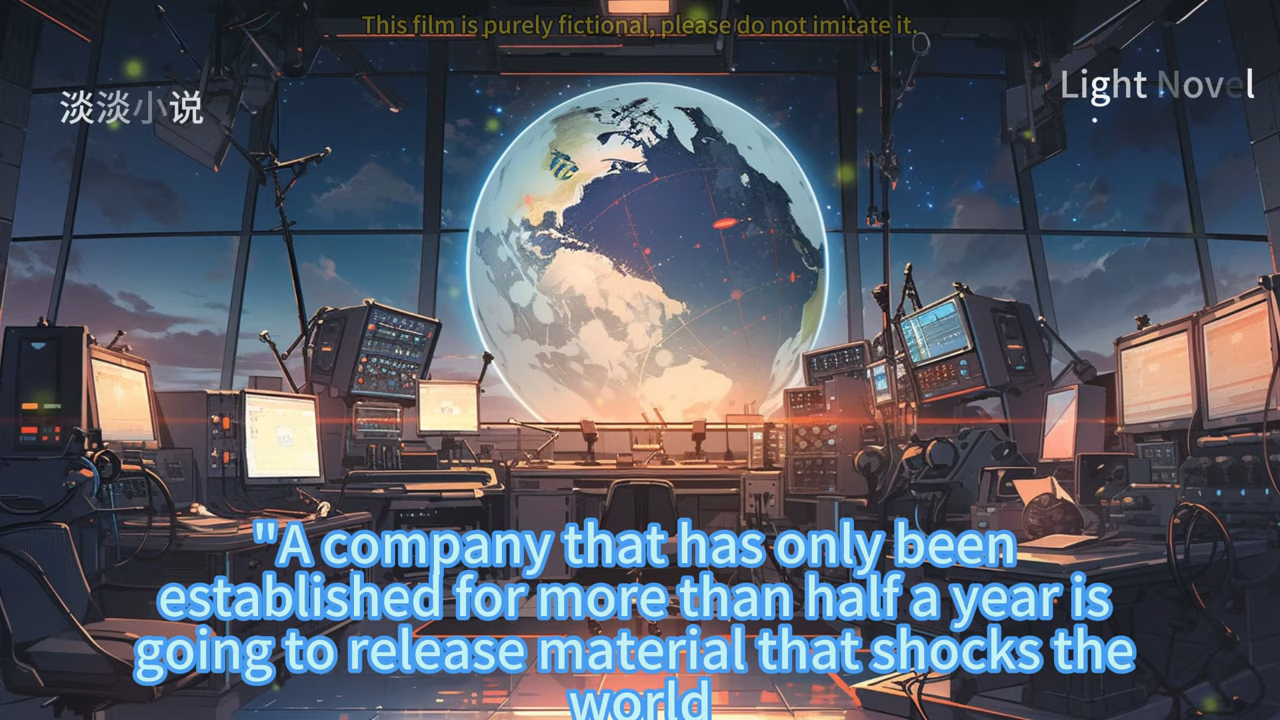 This film is purely fictional, please do not imitate it.
淡淡小说
Light Novel
"A company that has only been
established for more than half a year is
going to release material that shocks the
world